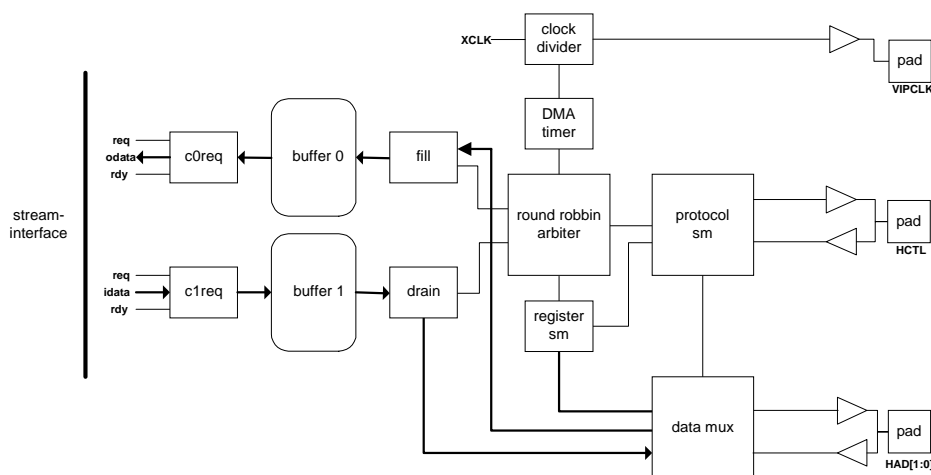 clock
divider
XCLK
pad
VIPCLK
DMA
timer
req
odata
rdy
c0req
buffer 0
fill
stream-
interface
round robbin
arbiter
protocol
sm
pad
HCTL
req
idata
rdy
c1req
buffer 1
drain
register
sm
data mux
pad
HAD[1:0]